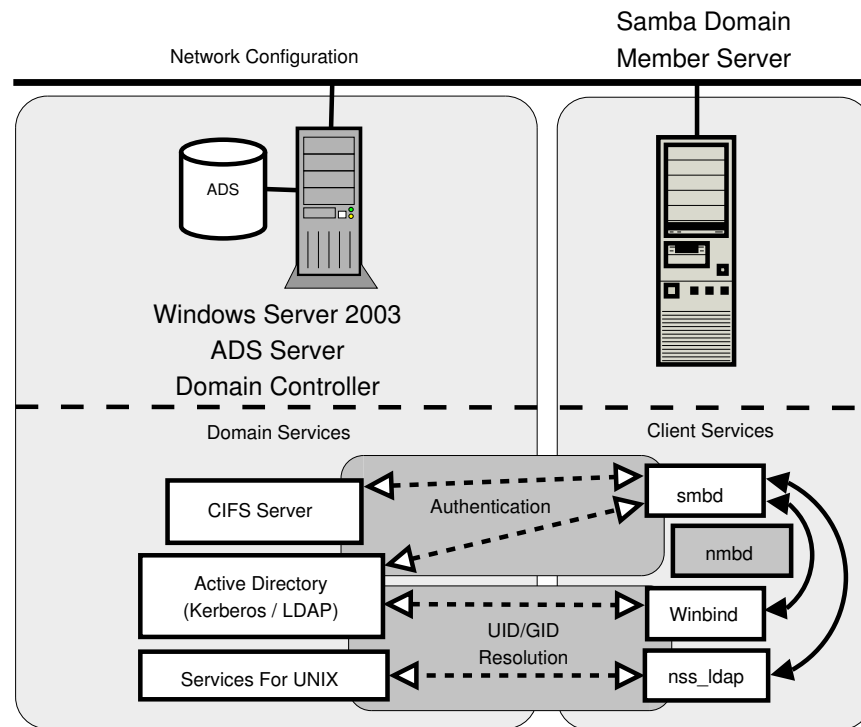 Samba Domain
Member Server
Network Configuration
ADS
Windows Server 2003
ADS Server
Domain Controller
Domain Services
Client Services
CIFS Server
Authentication
smbd
nmbd
Active Directory
(Kerberos / LDAP)
UID/GID
Resolution
Winbind
Services For UNIX
nss_ldap